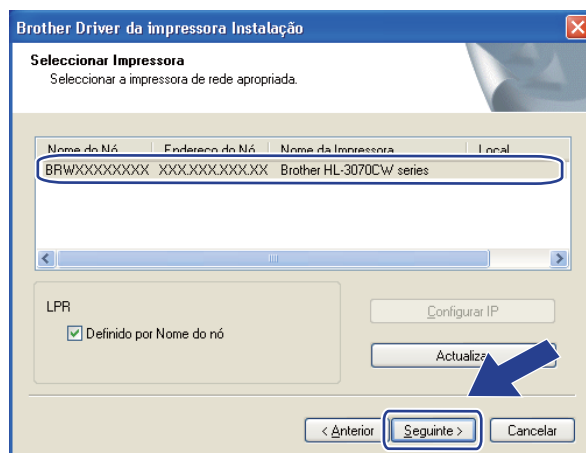 Brother Driver da impressora Instalação
Seleccionar Impressora
Seleccionar a impressora de rede apropriada.
Nome do Nó Endereço do Nó Nome da Impressora Local
BRWXXXXXXXX XXX.XXX.XXX.XX Brother HL-3070CW series
LPR
Definido por Nome do nó
Configurar IP
Actualiza
< Anterior Seguinte > Cancelar